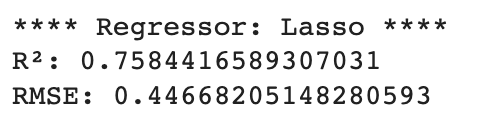 **** Regressor: Lasso ****
R²: 0.7584416589307031
RMSE: 0.44668205148280593